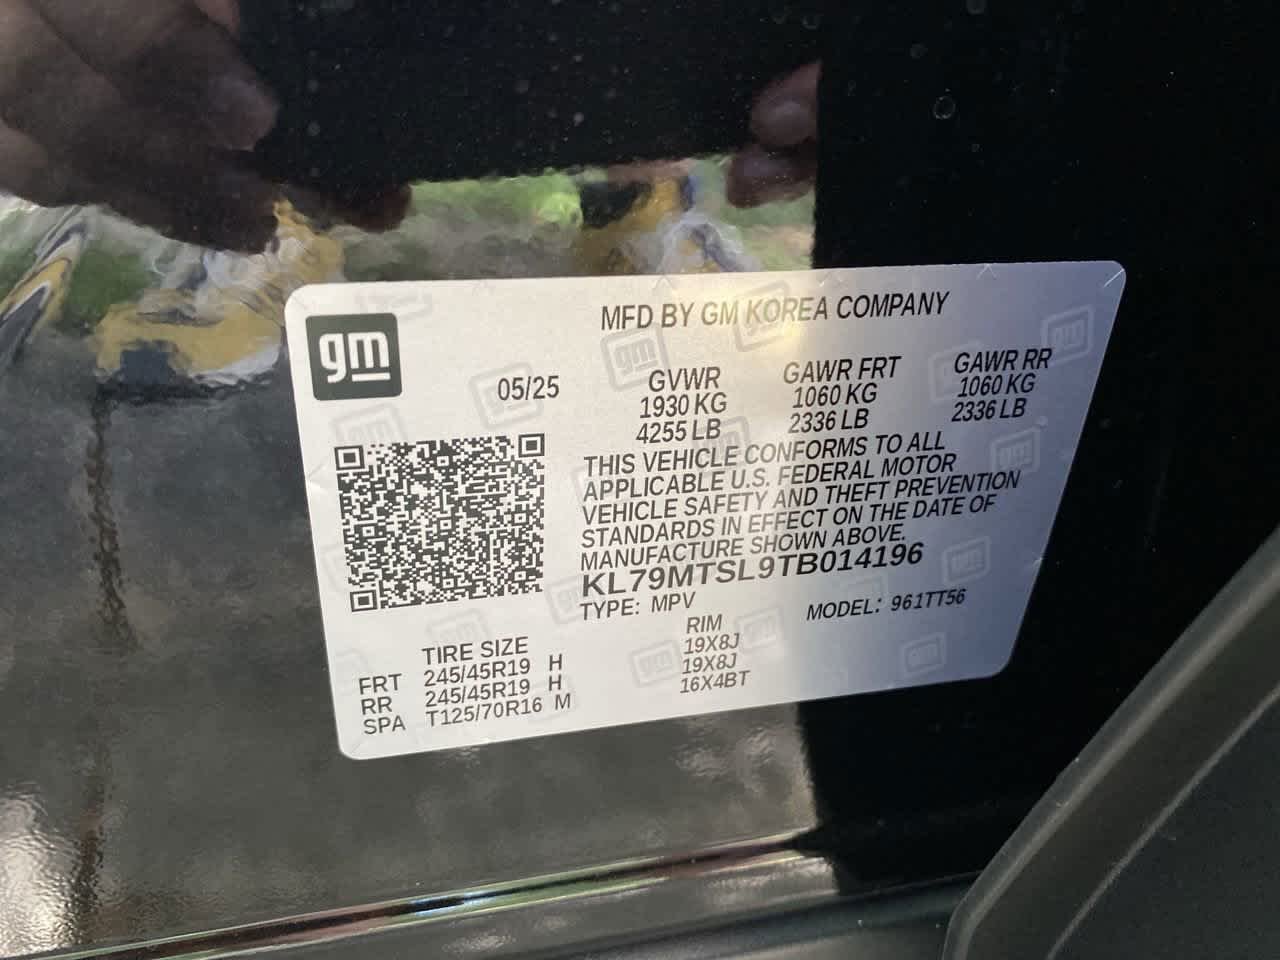 gm
MFD BY GM KOREA COMPANY
05/25
GVWR GAWR FRT GAWR RR
1930 KG 1060 KG 1060 KG
4255 LB 2336 LB 2336 LB
THIS VEHICLE CONFORMS TO ALL
APPLICABLE U.S. FEDERAL MOTOR
VEHICLE SAFETY AND THEFT PREVENTION
STANDARDS IN EFFECT ON THE DATE OF
MANUFACTURE SHOWN ABOVE.
KL79MTSL9TB014196
TYPE: MPV MODEL: 961TT56
TIRE SIZE RIM
FRT 245/45R19 H 19X8J
RR 245/45R19 H 19X8J
SPA T125/70R16 M 16X4BT